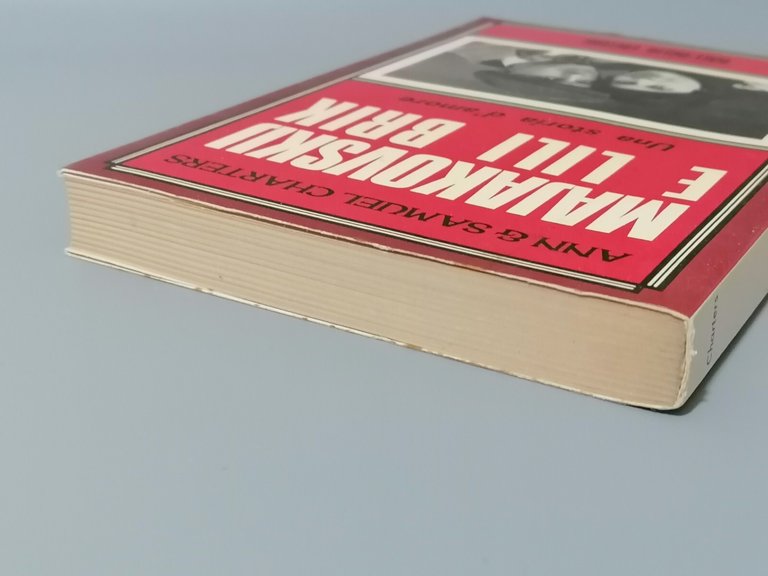 ANN & SAMUEL CHARTERS
MAJAKOVSKIJ
E LILI BRIK
Una storia d'amore
Charters